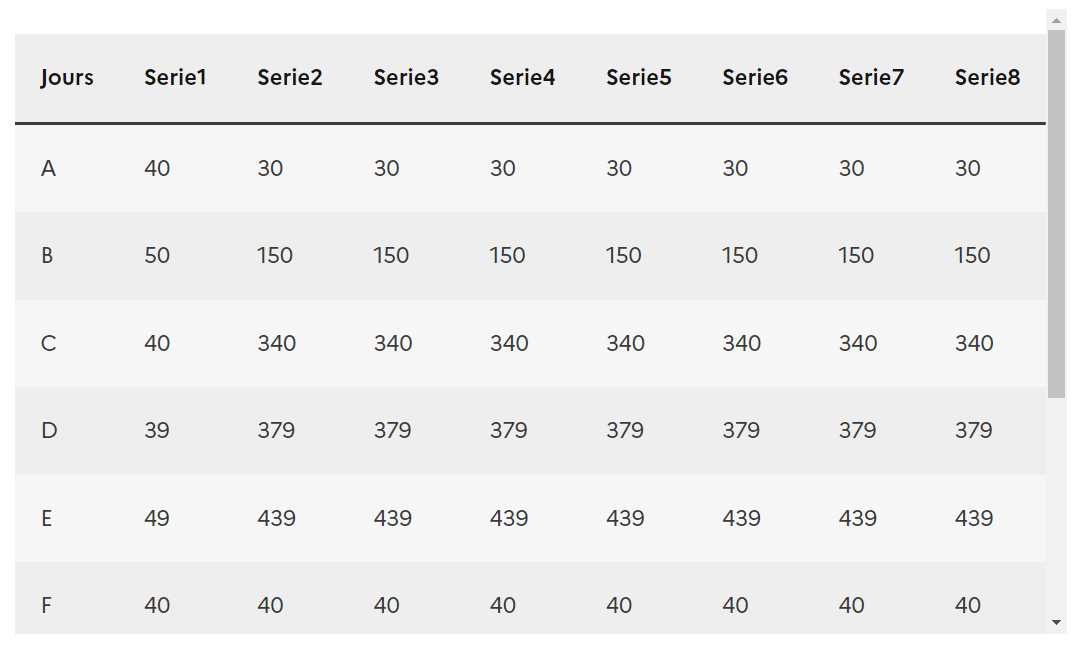 Jours Serie1 Serie2 Serie3 Serie4 Serie5 Serie6 Serie7 Serie8
A 40 30 30 30 30 30 30 30
B 50 150 150 150 150 150 150 150
C 40 340 340 340 340 340 340 340
D 39 379 379 379 379 379 379 379
E 49 439 439 439 439 439 439 439
F 40 40 40 40 40 40 40 40